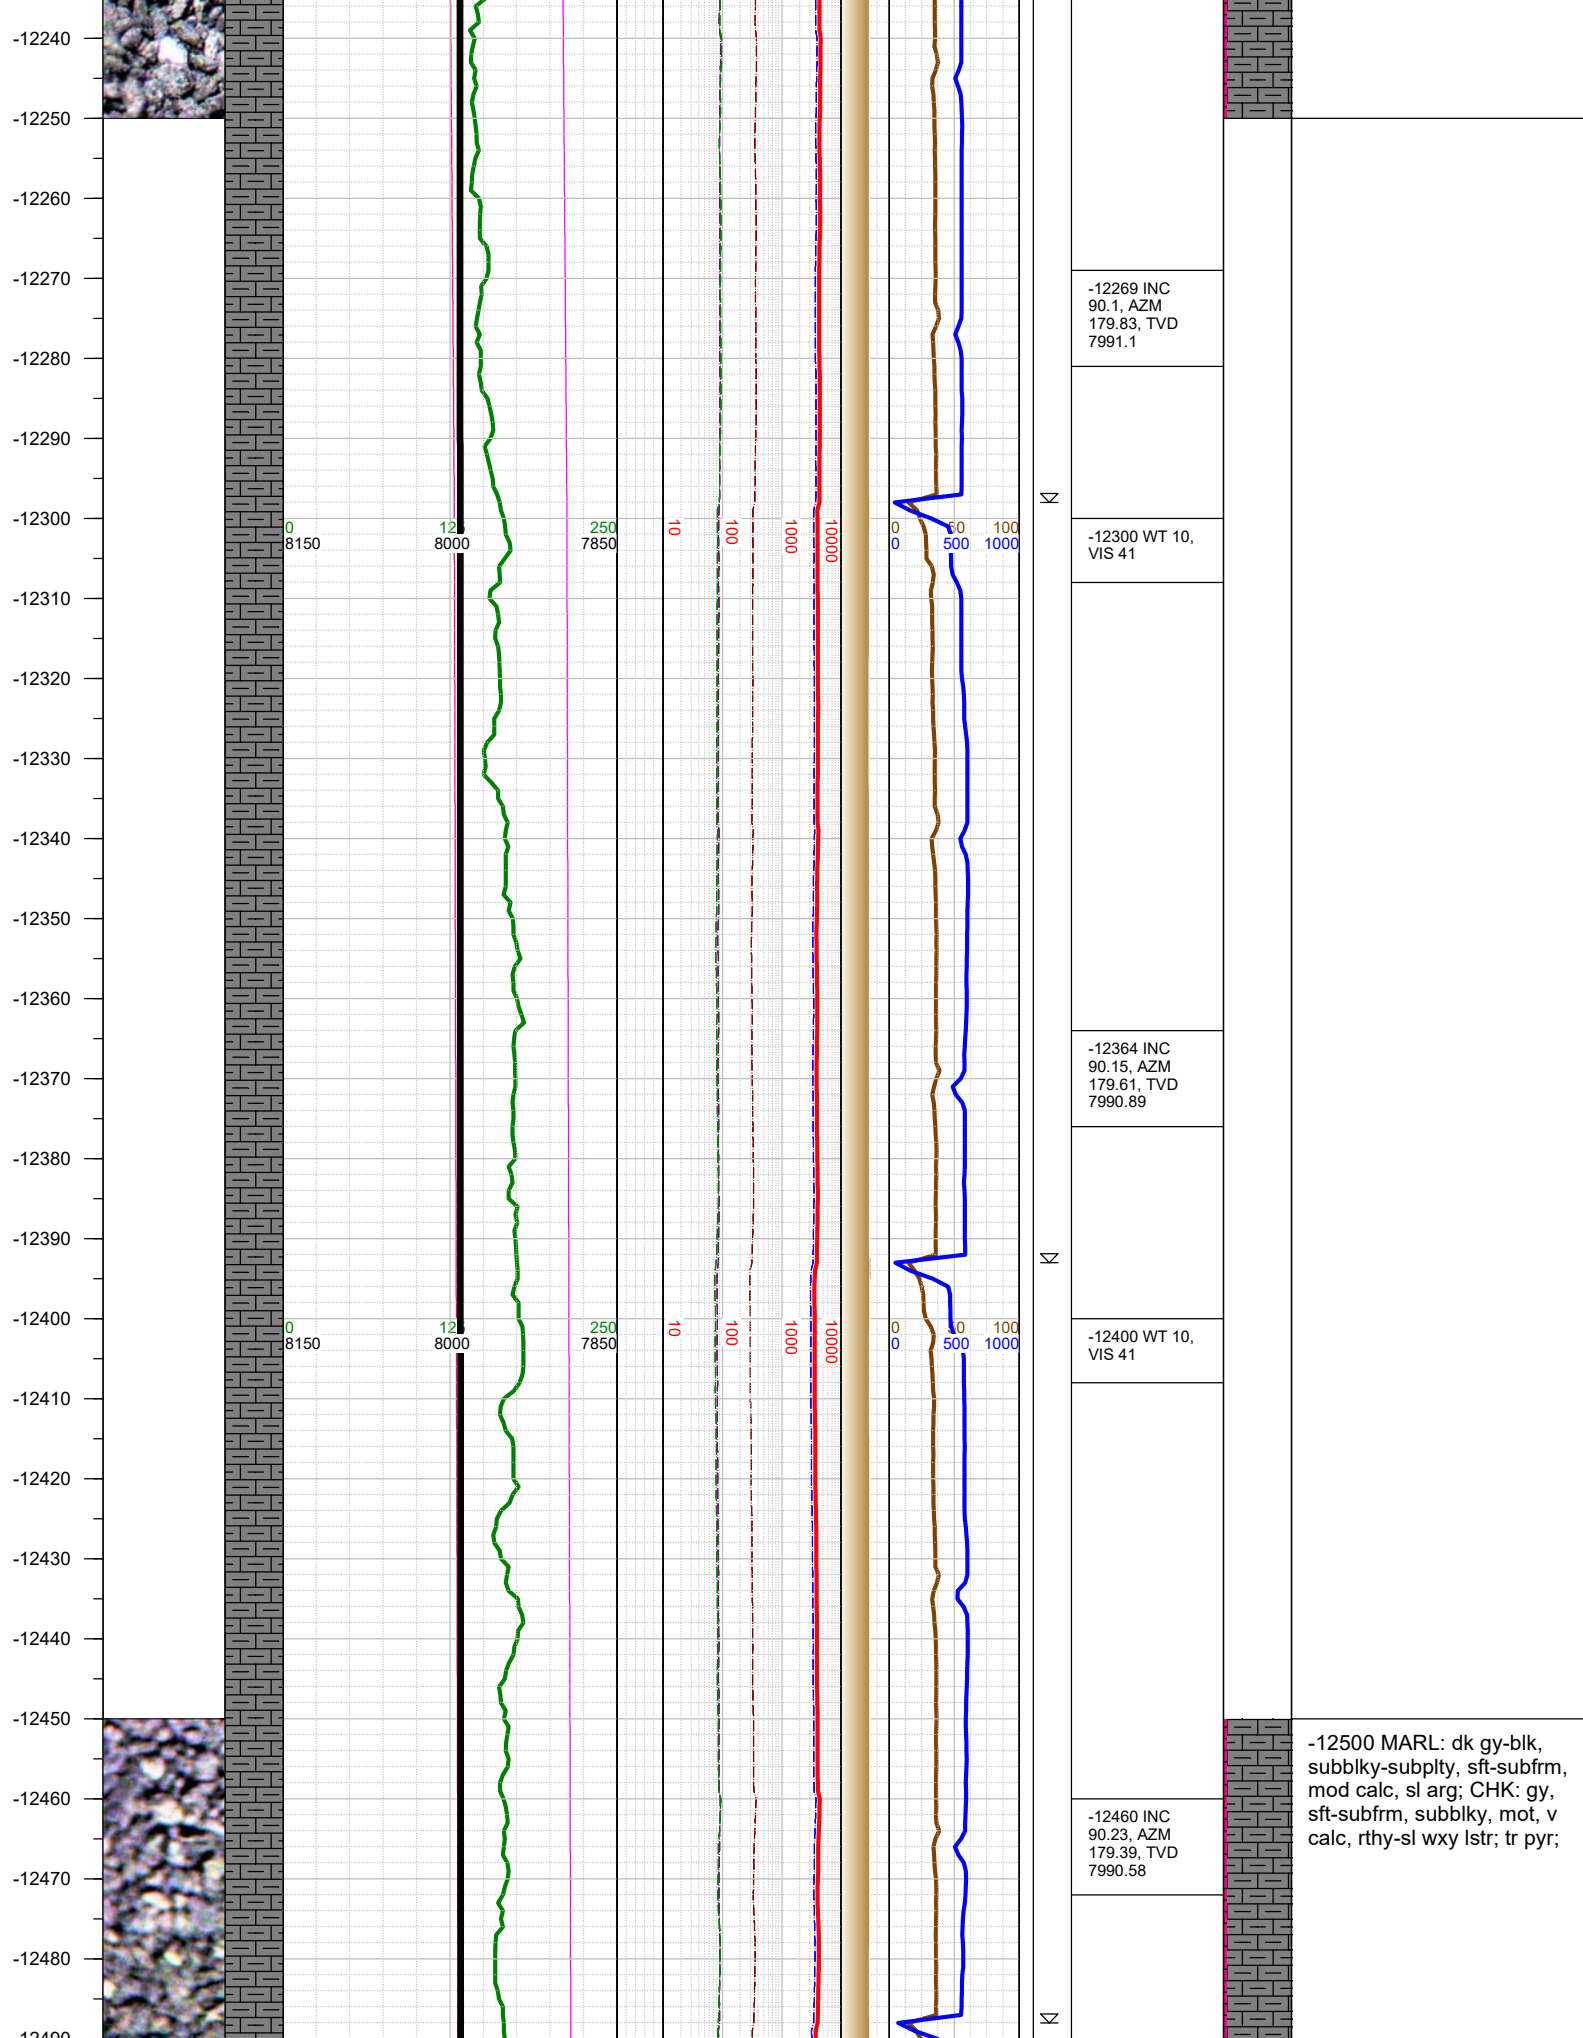 -12240
-12250
-12260
-12270
-12269 INC
90.1, AZM
179.83, TVD
7991.1
-12280
-12290
-12300
0 12 250 10 100 1000 10000 0 50 100
8150 8000 7850 0 500 1000
-12300 WT 10,
VIS 41
-12310
-12320
-12330
-12340
-12350
-12360
-12364 INC
90.15, AZM
179.61, TVD
7990.89
-12370
-12380
-12390
-12400
0 12 250 10 100 1000 10000 0 50 100
8150 8000 7850 0 500 1000
-12400 WT 10,
VIS 41
-12410
-12420
-12430
-12440
-12450
-12500 MARL: dk gy-blk,
subblky-subplty, sft-subfrm,
mod calc, sl arg; CHK: gy,
sft-subfrm, subblky, mot, v
calc, rthy-sl wxy lstr; tr pyr;
-12460
-12460 INC
90.23, AZM
179.39, TVD
7990.58
-12470
-12480
-12490